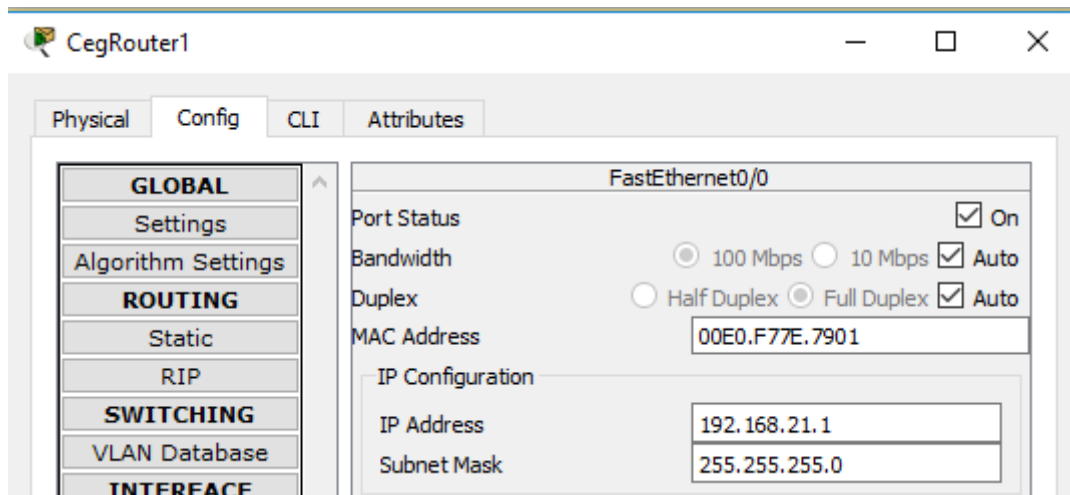 CegRouter1
Physical Config CLI Attributes
GLOBAL
Settings
Algorithm Settings
ROUTING
Static
RIP
SWITCHING
VLAN Database
INTERFACE
FastEthernet0/0
Port Status On
Bandwidth 100 Mbps 10 Mbps Auto
Duplex Half Duplex Full Duplex Auto
MAC Address 00E0.F77E.7901
IP Configuration
IP Address 192.168.21.1
Subnet Mask 255.255.255.0